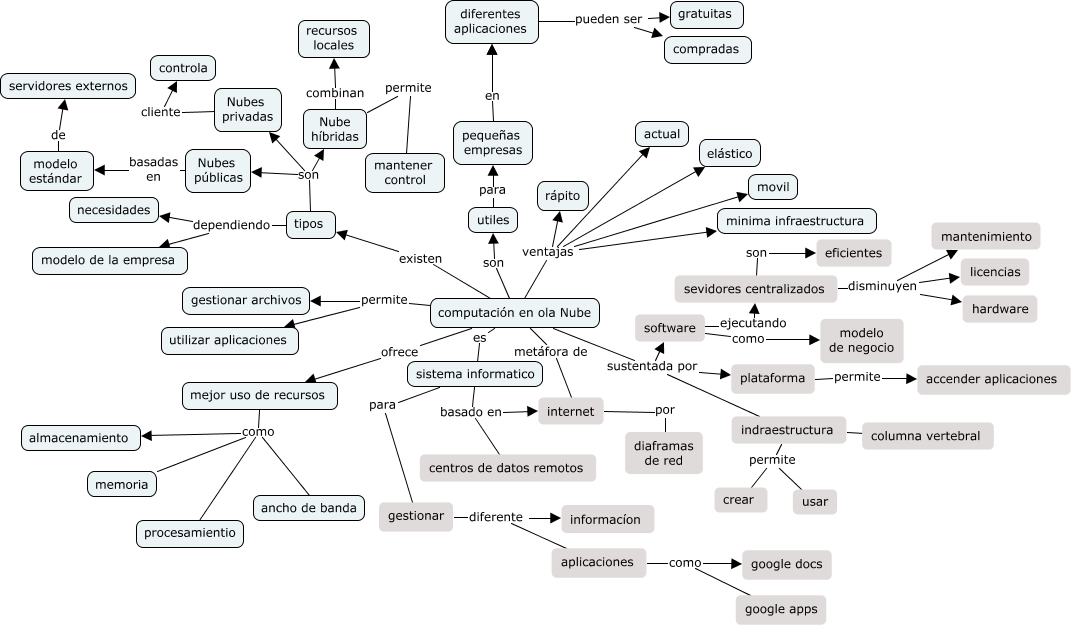 diferentes
aplicaciones
pueden ser
gratuitas
compradas
recursos
locales
controla
servidores externos
cliente
Nubes
privadas
combinan
permite
en
Nube
híbridas
de
modelo
estándar
basadas
en
Nubes
públicas
son
mantener
control
pequeñas
empresas
actual
elástico
movil
minima infraestructura
rápito
para
utiles
necesidades
dependiendo
tipos
modelo de la empresa
existen
son
ventajas
son
eficientes
mantenimiento
licencias
hardware
sevidores centralizados
disminuyen
gestionar archivos
permite
utilizar aplicaciones
computación en ola Nube
software
ejecutando
como
modelo
de negocio
ofrece
es
metáfora de
sustentada por
plataforma
permite
accender aplicaciones
mejor uso de recursos
sistema informatico
para
basado en
internet
por
diaframas
de red
indraestructura
columna vertebral
permite
crear
usar
almacenamiento
como
memoria
procesamientio
ancho de banda
centros de datos remotos
gestionar
diferente
informacíon
aplicaciones
como
google docs
google apps